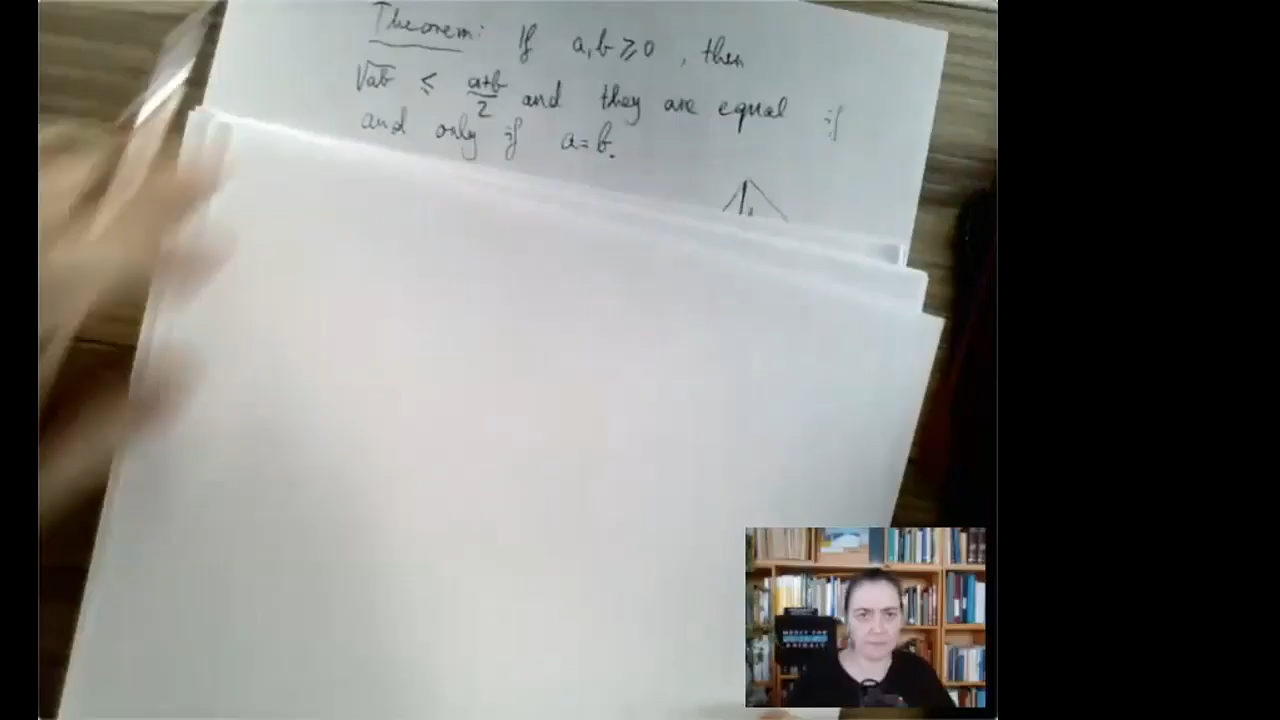 Theorem: If a,b ⩾ 0, then
√ab ≤ a+b/2 and they are equal if
and only if a=b.